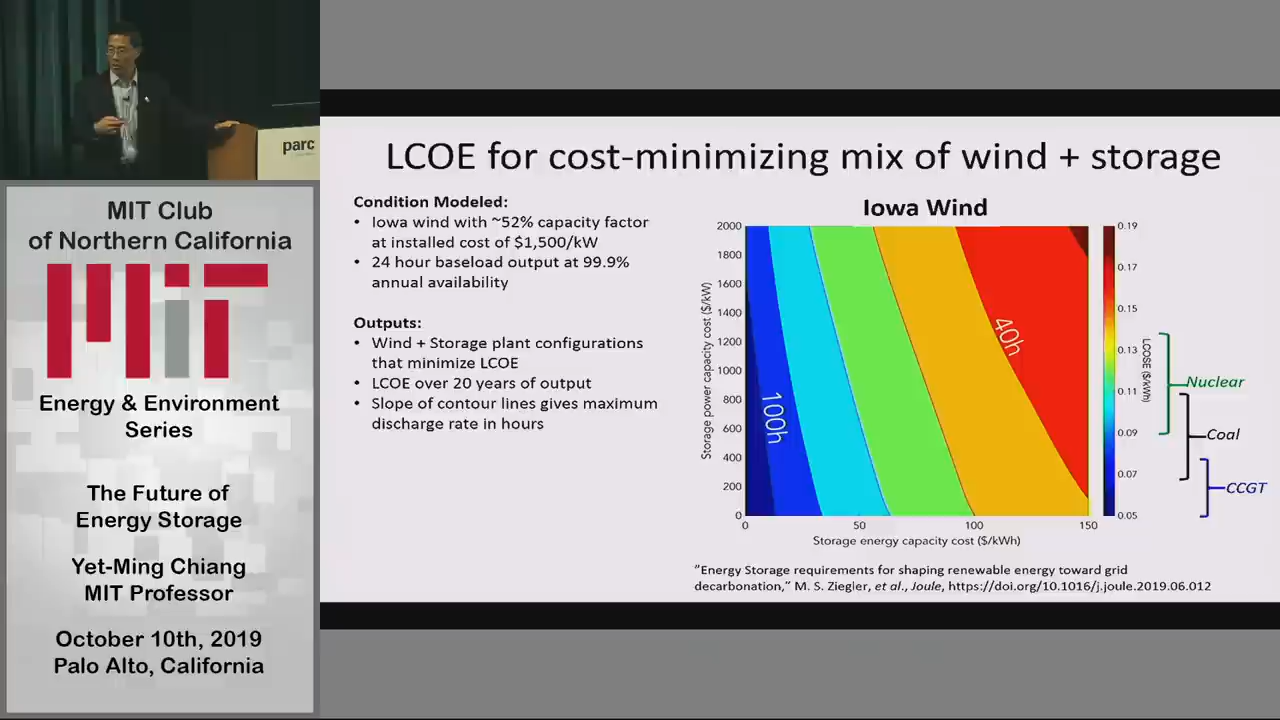 parc
MIT Club
of Northern California
MIT
Energy & Environment
Series
The Future of
Energy Storage
Yet-Ming Chiang
MIT Professor
October 10th, 2019
Palo Alto, California
LCOE for cost-minimizing mix of wind + storage
Condition Modeled:
• Iowa wind with ~52% capacity factor
at installed cost of $1,500/kW
• 24 hour baseload output at 99.9%
annual availability
Outputs:
• Wind + Storage plant configurations
that minimize LCOE
• LCOE over 20 years of output
• Slope of contour lines gives maximum
discharge rate in hours
Iowa Wind
Storage power capacity cost ($/kW)
2000
1800
1600
1400
1200
1000
800
600
400
200
0
100h
40h
0
50
100
150
Storage energy capacity cost ($/kWh)
0.19
0.17
0.15
0.13
0.11
0.09
0.07
0.05
LCOSE ($/kWh)
Nuclear
Coal
CCGT
"Energy Storage requirements for shaping renewable energy toward grid
decarbonation," M. S. Ziegler, et al., Joule, https://doi.org/10.1016/j.joule.2019.06.012